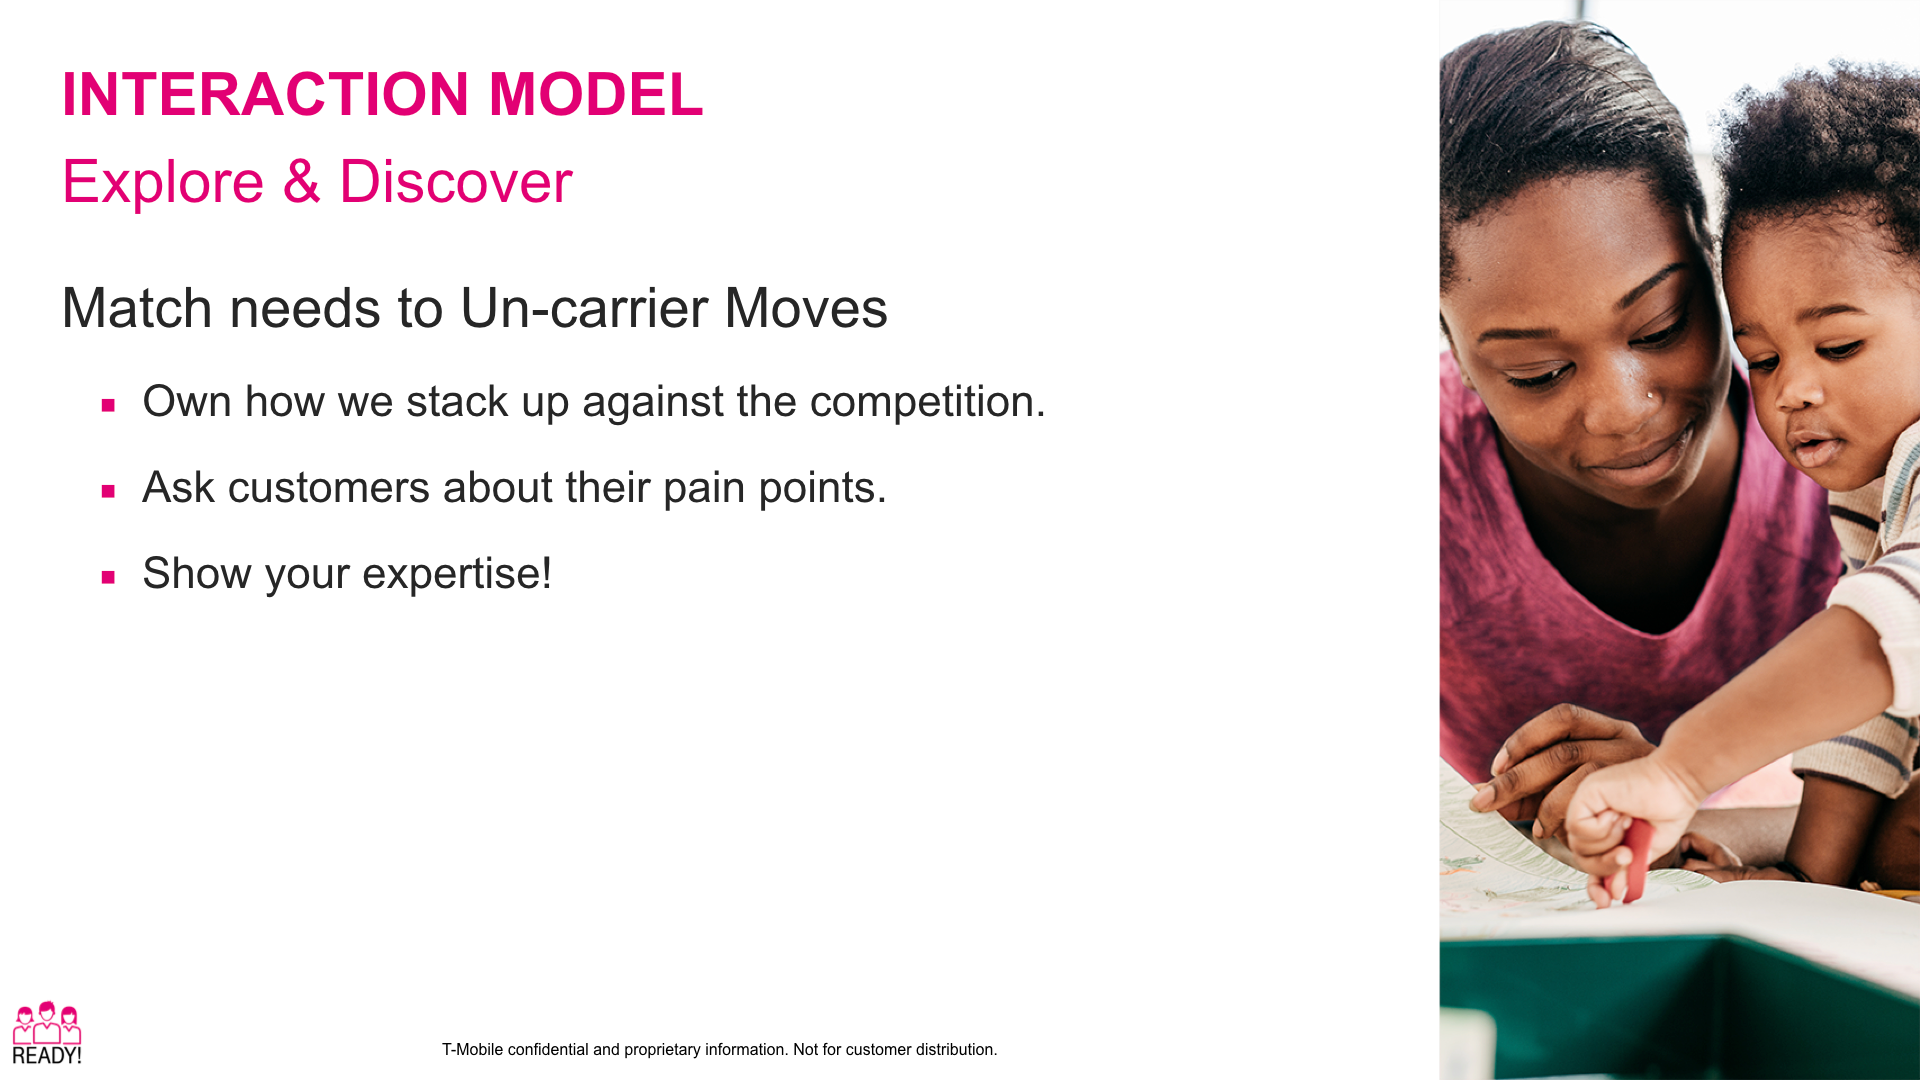 INTERACTION MODEL
Explore & Discover
Match needs to Un-carrier Moves
Own how we stack up against the competition.
Ask customers about their pain points.
Show your expertise!
READY!
T-Mobile confidential and proprietary information. Not for customer distribution.